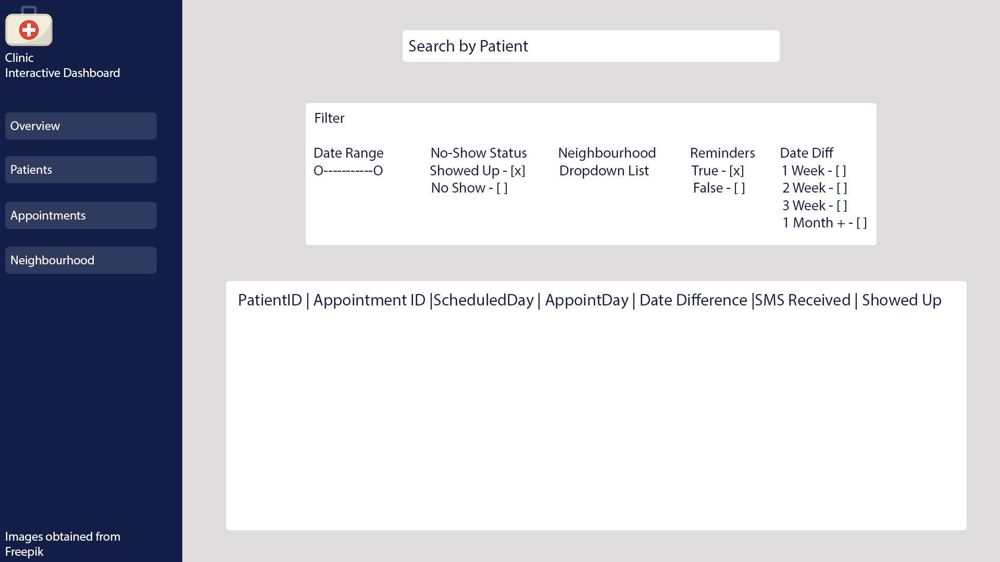 Clinic
Interactive Dashboard
Overview
Patients
Appointments
Neighbourhood
Images obtained from
Freepik
Search by Patient
Filter
Date Range
O-----------O
No-Show Status
Showed Up - [x]
No Show - [ ]
Neighbourhood
Dropdown List
Reminders
True - [x]
False - [ ]
Date Diff
1 Week - [ ]
2 Week - [ ]
3 Week - [ ]
1 Month + - [ ]
PatientID | Appointment ID |ScheduledDay | AppointDay | Date Difference |SMS Received | Showed Up